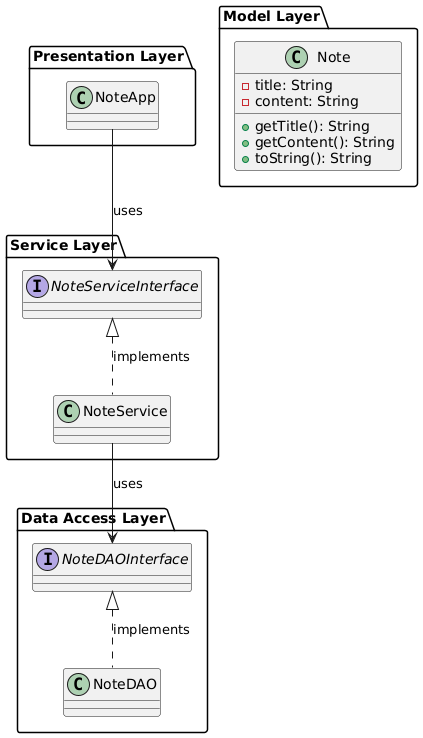 Model Layer
C Note
title: String
content: String
getTitle(): String
getContent(): String
toString(): String
Presentation Layer
C NoteApp
uses
Service Layer
I NoteServiceInterface
implements
C NoteService
uses
Data Access Layer
I NoteDAOInterface
implements
C NoteDAO